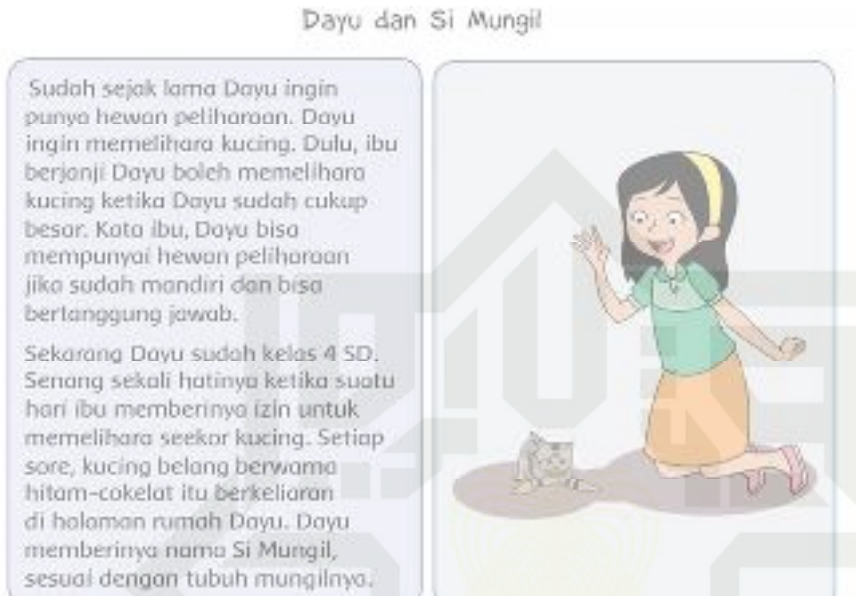 Dayu dan Si Mungil
Sudah sejak lama Dayu ingin
punya hewan peliharaan. Dayu
ingin memelihara kucing. Dulu, ibu
berjanji Dayu boleh memelihara
kucing ketika Dayu sudah cukup
besar. Kata ibu, Dayu bisa
mempunyai hewan peliharaan
jika sudah mandiri dan bisa
bertanggung jawab.
Sekarang Dayu sudah kelas 4 SD.
Senang sekali hatinya ketika suatu
hari ibu memberinya izin untuk
memelihara seekor kucing. Setiap
sore, kucing belang berwarna
hitam-cokelat itu berkeliaran
di halaman rumah Dayu. Dayu
memberinya nama Si Mungil,
sesuai dengan tubuh mungilnya.